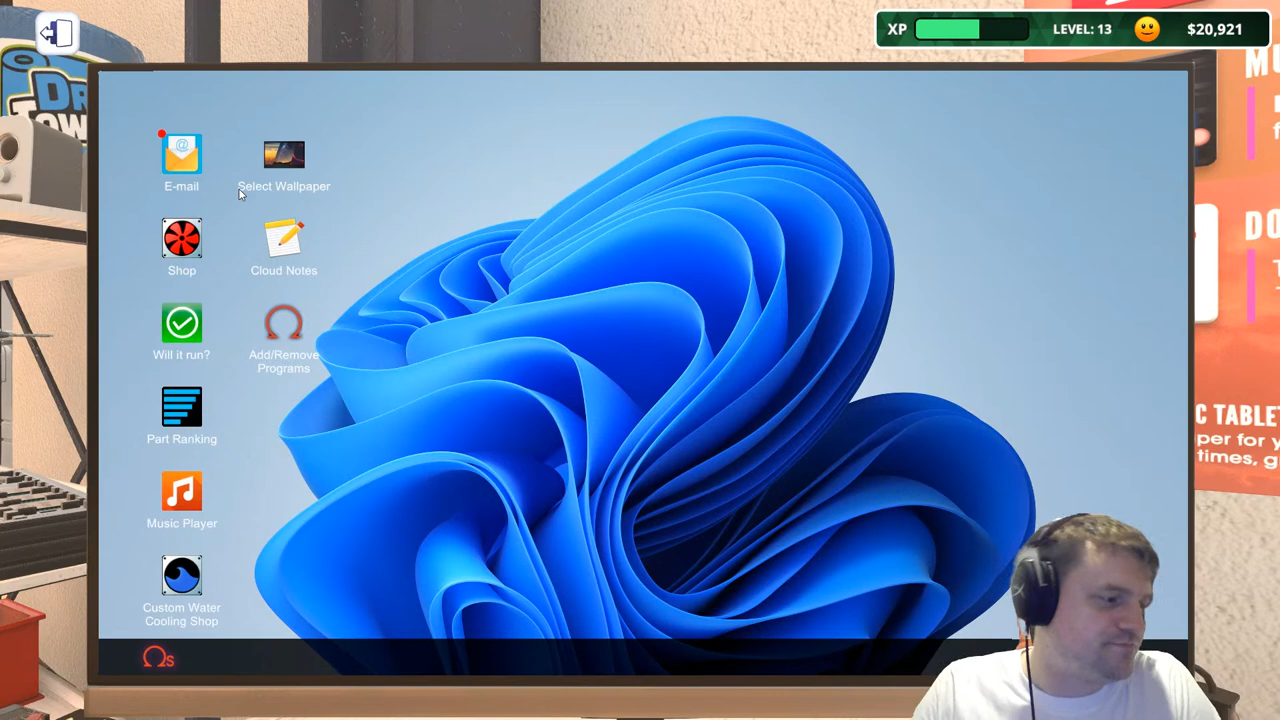 XP
LEVEL: 13
$20,921
E-mail
Select Wallpaper
Shop
Cloud Notes
Will it run?
Add/Remove
Programs
Part Ranking
Music Player
Custom Water
Cooling Shop
Ωs
C TABLET
per for y
times, g